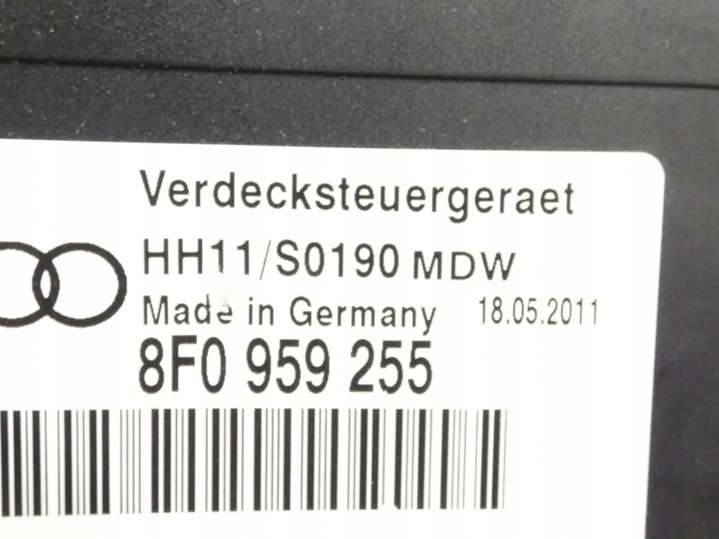 Verdecksteuergeraet
HH11/S0190 MDW
Made in Germany 18.05.2011
8F0 959 255